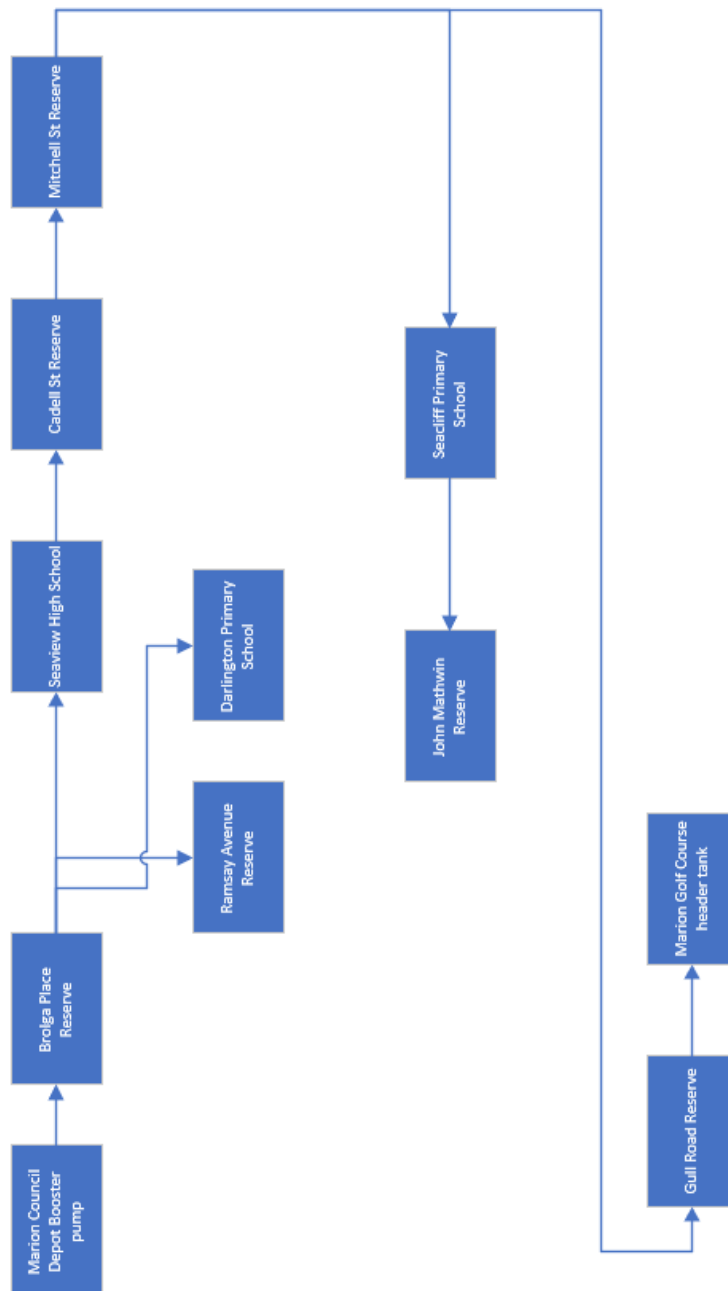 Marion Council
Depot Booster
pump
Brolga Place
Reserve
Seaview High School
Cadell St Reserve
Mitchell St Reserve
Ramsay Avenue
Reserve
Darlington Primary
School
John Mathwin
Reserve
Seacliff Primary
School
Gull Road Reserve
Marion Golf Course
header tank